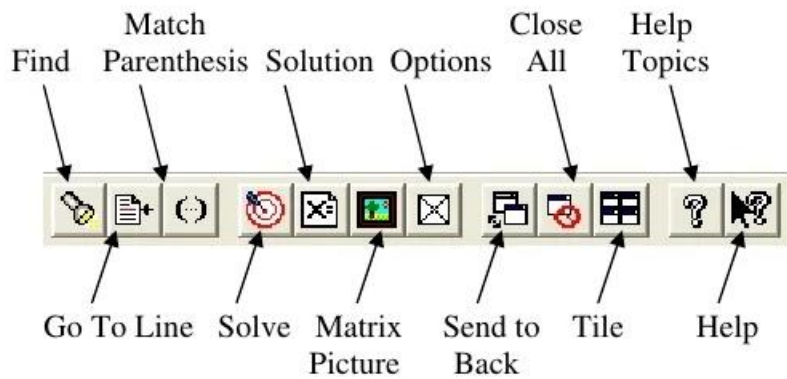 Find
Match
Parenthesis
Solution
Options
Close
All
Help
Topics
Go To Line
Solve
Matrix
Picture
Send to
Back
Tile
Help